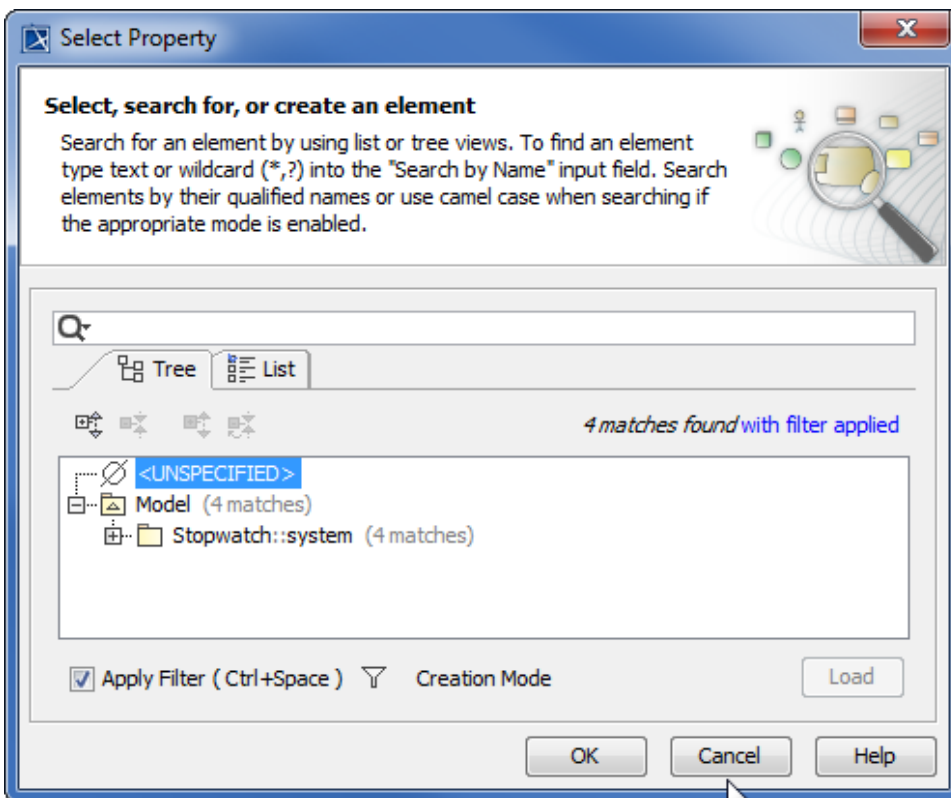 Select Property
Select, search for, or create an element
Search for an element by using list or tree views. To find an element
type text or wildcard (*,?) into the "Search by Name" input field. Search
elements by their qualified names or use camel case when searching if
the appropriate mode is enabled.
Tree List
4 matches found with filter applied
<UNSPECIFIED>
Model (4 matches)
Stopwatch::system (4 matches)
Apply Filter ( Ctrl+Space ) Creation Mode Load
OK Cancel Help